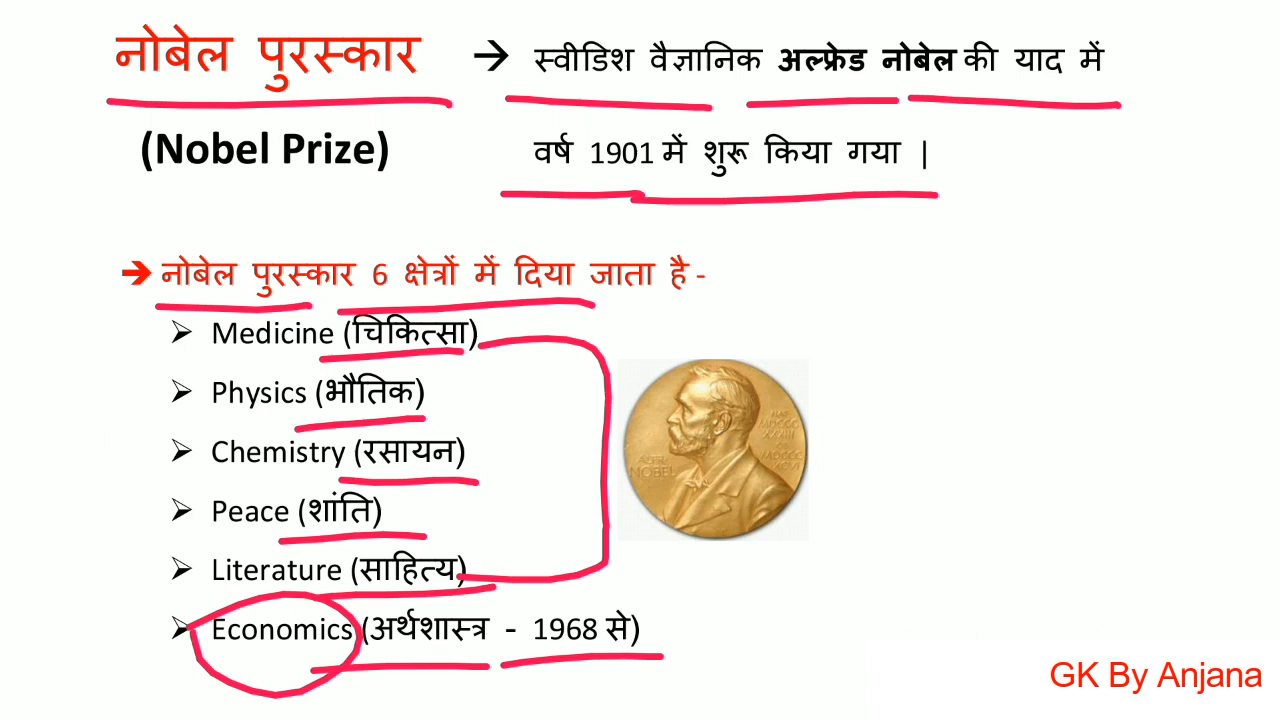 नोबेल पुरस्कार → स्वीडिश वैज्ञानिक अल्फ्रेड नोबेल की याद में
(Nobel Prize) वर्ष 1901 में शुरू किया गया |
➔ नोबेल पुरस्कार 6 क्षेत्रों में दिया जाता है -
➢ Medicine (चिकित्सा)
➢ Physics (भौतिक)
➢ Chemistry (रसायन)
➢ Peace (शांति)
➢ Literature (साहित्य)
➢ Economics (अर्थशास्त्र - 1968 से)
NOBEL
GK By Anjana